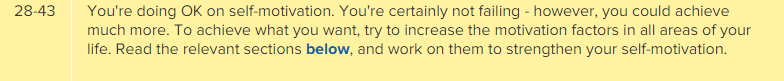 28-43 You're doing OK on self-motivation. You're certainly not failing - however, you could achieve
much more. To achieve what you want, try to increase the motivation factors in all areas of your
life. Read the relevant sections below, and work on them to strengthen your self-motivation.